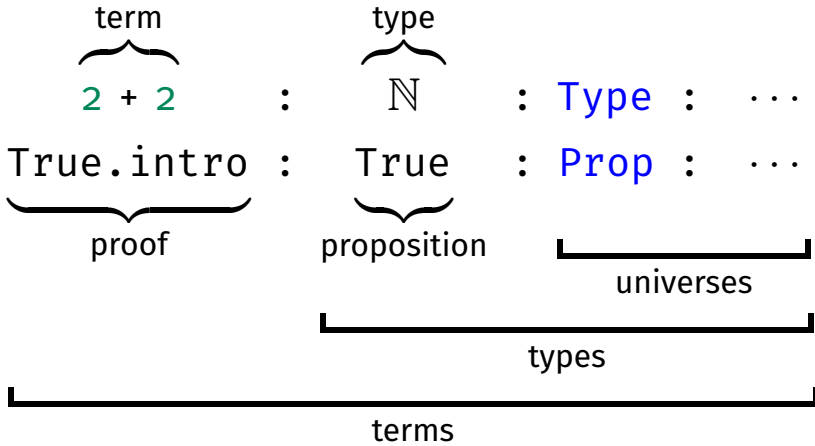 term type
2 + 2 : ℕ : Type : ···
True.intro : True : Prop : ···
proof proposition
universes
types
terms